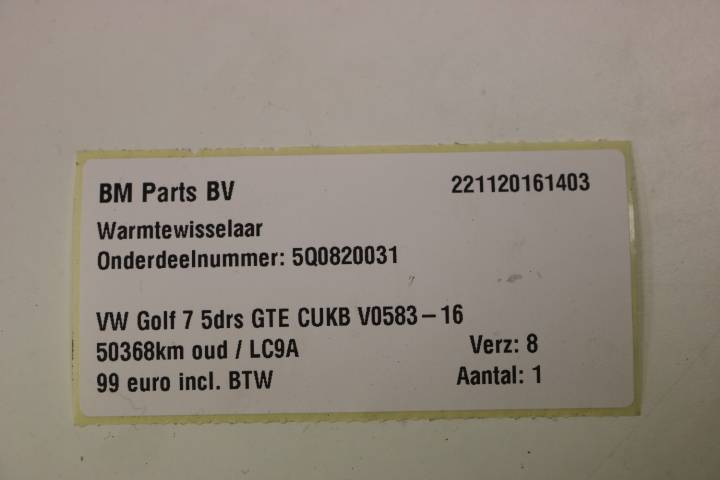 BM Parts BV 221120161403
Warmtewisselaar
Onderdeelnummer: 5Q0820031
VW Golf 7 5drs GTE CUKB V0583-16
50368km oud / LC9A Verz: 8
99 euro incl. BTW Aantal: 1